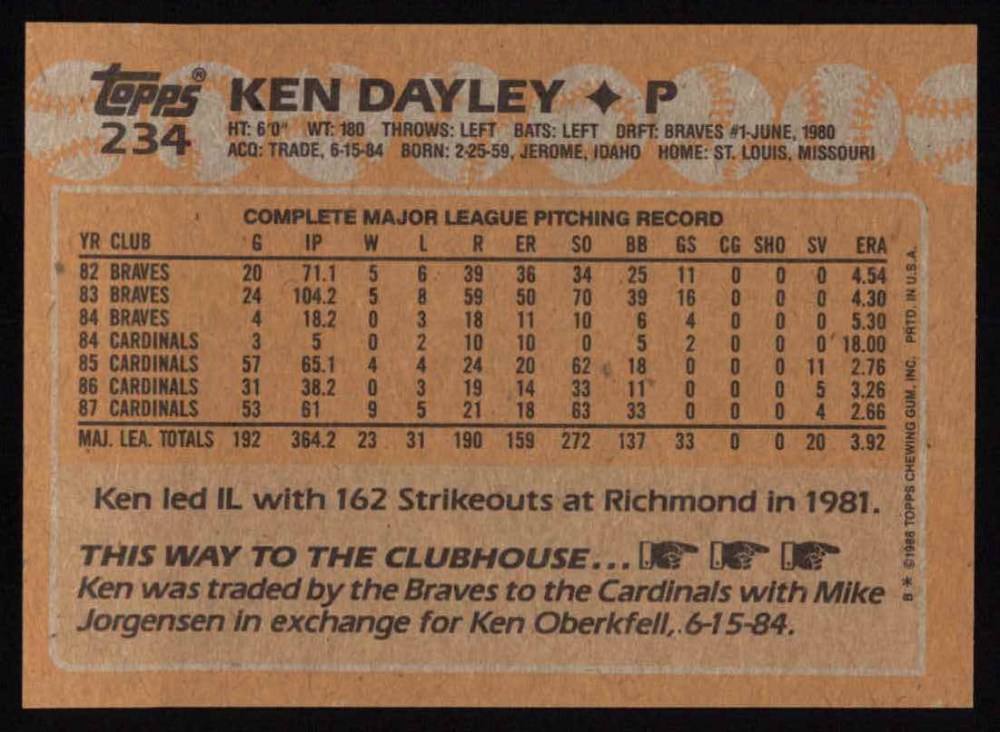 Topps® KEN DAYLEY ✦ P
234
HT: 6'0" WT: 180 THROWS: LEFT BATS: LEFT DRFT: BRAVES #1-JUNE, 1980
ACQ: TRADE, 6-15-84 BORN: 2-25-59, JEROME, IDAHO HOME: ST. LOUIS, MISSOURI
COMPLETE MAJOR LEAGUE PITCHING RECORD
YR CLUB G IP W L R ER SO BB GS CG SHO SV ERA
82 BRAVES 20 71.1 5 6 39 36 34 25 11 0 0 0 4.54
83 BRAVES 24 104.2 5 8 59 50 70 39 16 0 0 0 4.30
84 BRAVES 4 18.2 0 3 18 11 10 6 4 0 0 0 5.30
84 CARDINALS 3 5 0 2 10 10 0 5 2 0 0 0 18.00
85 CARDINALS 57 65.1 4 4 24 20 62 18 0 0 0 11 2.76
86 CARDINALS 31 38.2 0 3 19 14 33 11 0 0 0 5 3.26
87 CARDINALS 53 61 9 5 21 18 63 33 0 0 0 4 2.66
MAJ. LEA. TOTALS 192 364.2 23 31 190 159 272 137 33 0 0 20 3.92
Ken led IL with 162 Strikeouts at Richmond in 1981.
THIS WAY TO THE CLUBHOUSE...
Ken was traded by the Braves to the Cardinals with Mike
Jorgensen in exchange for Ken Oberkfell, 6-15-84.
B * ©1988 TOPPS CHEWING GUM, INC. PRTD. IN U.S.A.